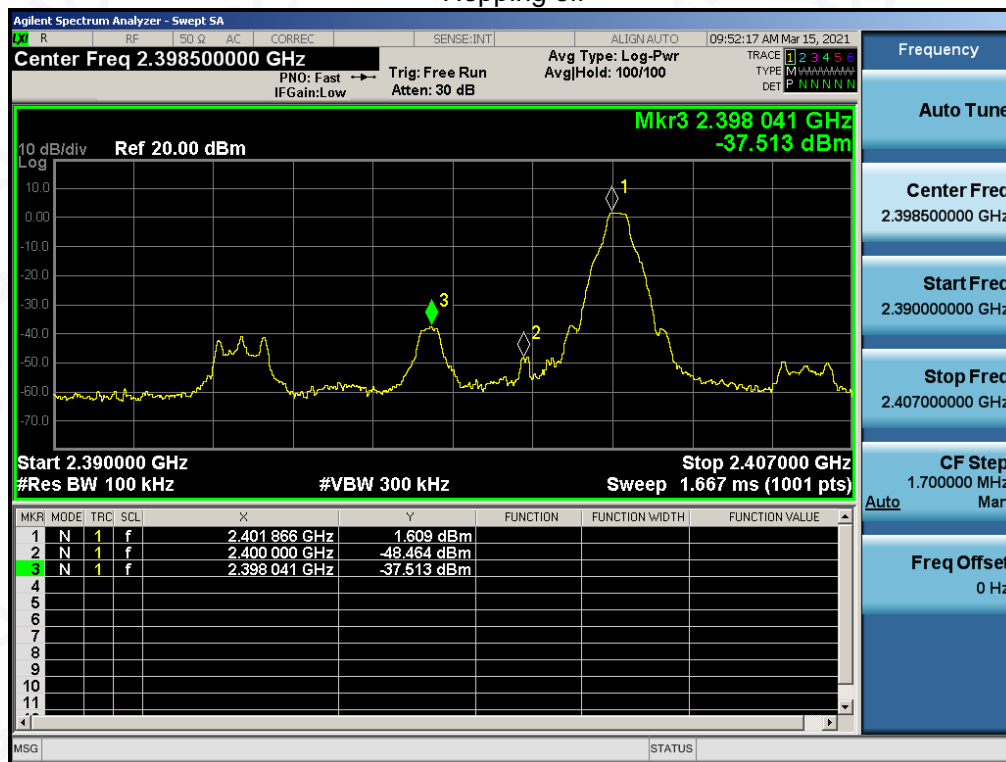 Agilent Spectrum Analyzer - Swept SA
LXI R RF 50 Ω AC CORREC SENSE:INT ALIGN AUTO 09:52:17 AM Mar 15, 2021
Center Freq 2.398500000 GHz
PNO: Fast
IFGain:Low
Trig: Free Run
Atten: 30 dB
Avg Type: Log-Pwr
Avg|Hold: 100/100
TRACE 1 2 3 4 5 6
TYPE M
DET P N N N N N
Mkr3 2.398 041 GHz
-37.513 dBm
10 dB/div Ref 20.00 dBm
Log
10.0
0.00
-10.0
-20.0
-30.0
-40.0
-50.0
-60.0
-70.0
1
2
3
Start 2.390000 GHz Stop 2.407000 GHz
#Res BW 100 kHz #VBW 300 kHz Sweep 1.667 ms (1001 pts)
MKR MODE TRC SCL X Y FUNCTION FUNCTION WIDTH FUNCTION VALUE
1 N 1 f 2.401 866 GHz 1.609 dBm
2 N 1 f 2.400 000 GHz -48.464 dBm
3 N 1 f 2.398 041 GHz -37.513 dBm
4
5
6
7
8
9
10
11
MSG STATUS
Frequency
Auto Tune
Center Freq
2.398500000 GHz
Start Freq
2.390000000 GHz
Stop Freq
2.407000000 GHz
CF Step
1.700000 MHz
Auto Man
Freq Offset
0 Hz